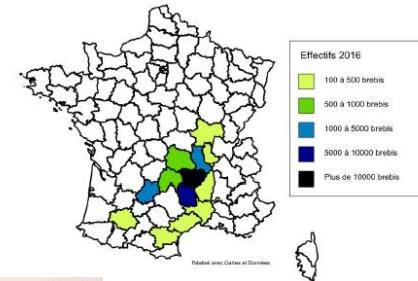 Effectifs 2016
100 à 500 brebis
500 à 1000 brebis
1000 à 5000 brebis
5000 à 10000 brebis
Plus de 10000 brebis
Réalisé avec Cartes et Données